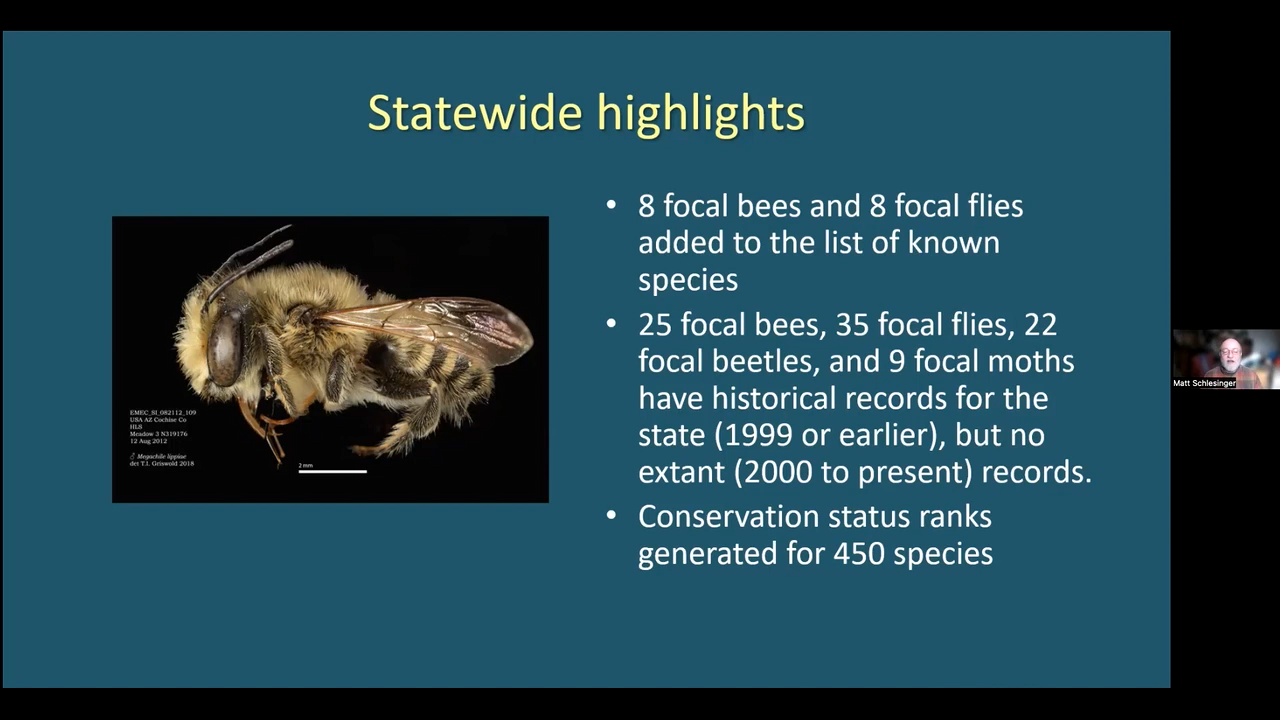 Statewide highlights
• 8 focal bees and 8 focal flies
added to the list of known
species
• 25 focal bees, 35 focal flies, 22
focal beetles, and 9 focal moths
have historical records for the
state (1999 or earlier), but no
extant (2000 to present) records.
• Conservation status ranks
generated for 450 species
EMEC_SI_082112_109
USA AZ Cochise Co
HLS
Meadow 3 N319176
12 Aug 2012
♂ Megachile lippiae
det T.l. Griswold 2018
2 mm
Matt Schlesinger